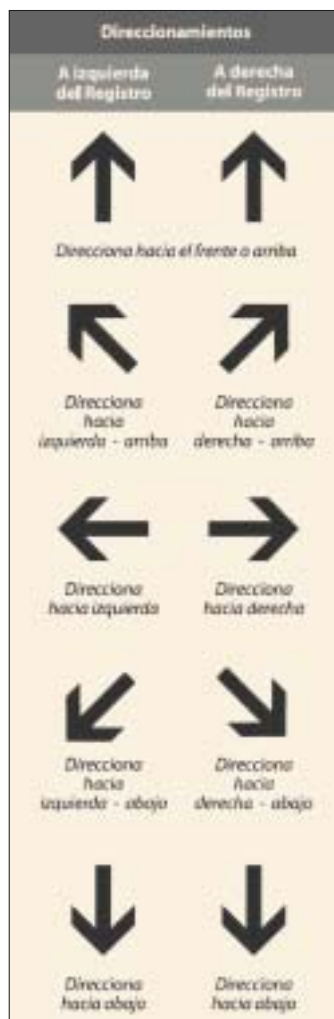 Direccionamientos
A izquierda
del Registro
A derecha
del Registro
Direcciona hacia el frente o arriba
Direcciona
hacia
izquierda - arriba
Direcciona
hacia
derecha - arriba
Direcciona
hacia izquierda
Direcciona
hacia derecha
Direcciona
hacia
izquierda - abajo
Direcciona
hacia
derecha - abajo
Direcciona
hacia abajo
Direcciona
hacia abajo